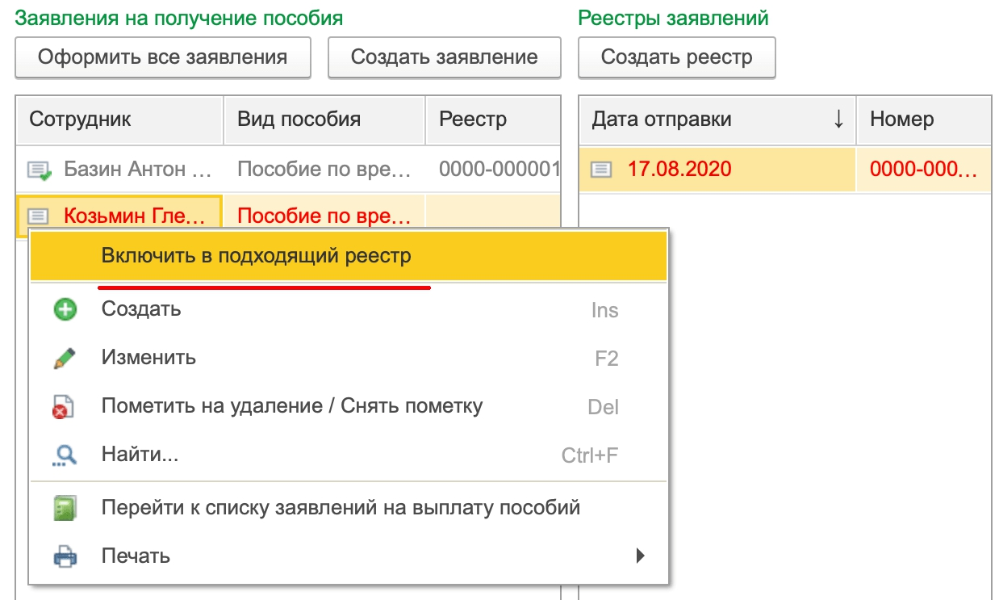 Заявления на получение пособия
Реестры заявлений
Оформить все заявления
Создать заявление
Создать реестр
Сотрудник
Вид пособия
Реестр
Дата отправки ↓
Номер
Базин Антон ...
Пособие по вре...
0000-000001
17.08.2020
0000-000...
Козьмин Гле...
Пособие по вре...
Включить в подходящий реестр
Создать Ins
Изменить F2
Пометить на удаление / Снять пометку Del
Найти... Ctrl+F
Перейти к списку заявлений на выплату пособий
Печать